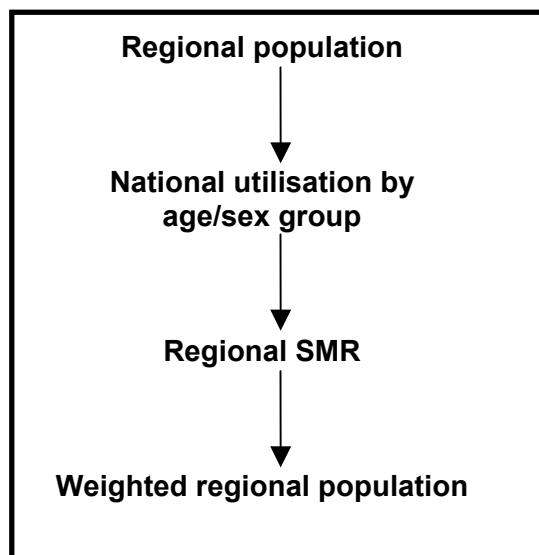 Regional population
National utilisation by
age/sex group
Regional SMR
Weighted regional population